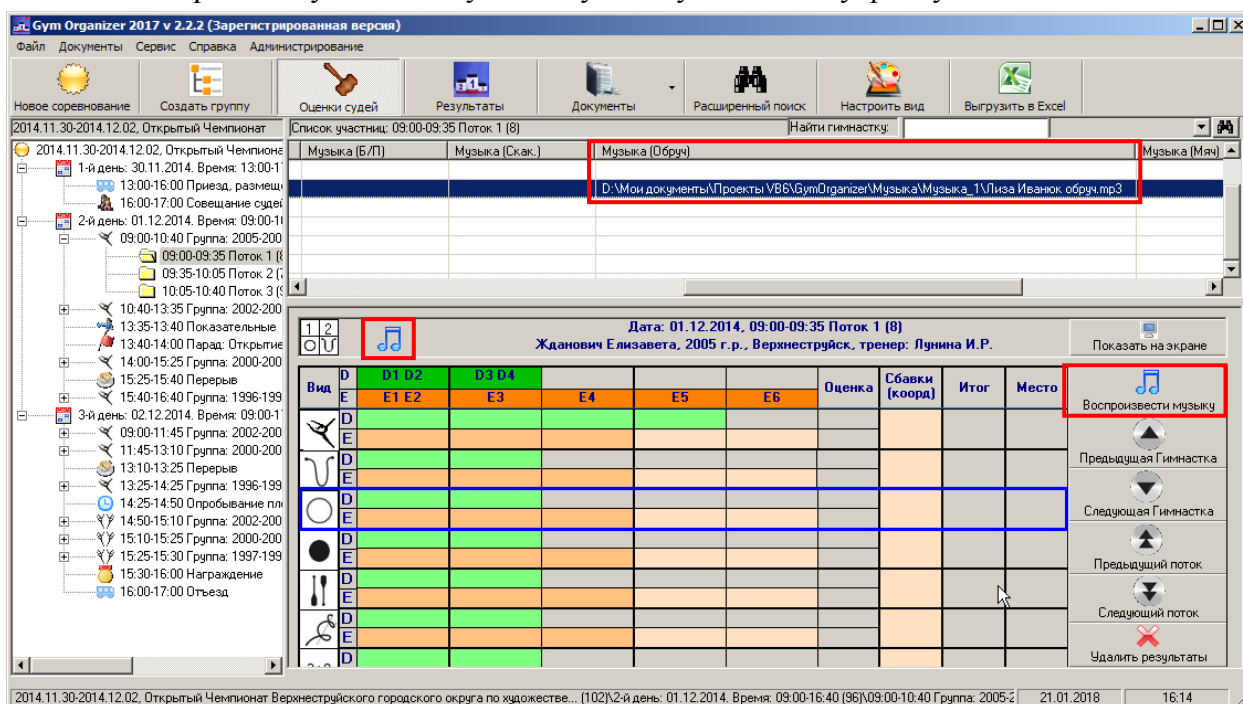 Gym Organizer 2017 v 2.2.2 (Зарегистрированная версия)
Файл Документы Сервис Справка Администрирование
Новое соревнование Создать группу Оценки судей Результаты Документы Расширенный поиск Настроить вид Выгрузить в Excel
2014.11.30-2014.12.02, Открытый Чемпионат
Список участниц: 09:00-09:35 Поток 1 (8)
Найти гимнастку:
2014.11.30-2014.12.02, Открытый Чемпиона
1-й день: 30.11.2014. Время: 13:00-1
13:00-16:00 Приезд, размещ
16:00-17:00 Совещание судей
2-й день: 01.12.2014. Время: 09:00-1
09:00-10:40 Группа: 2005-200
09:00-09:35 Поток 1 (8
09:35-10:05 Поток 2 (7
10:05-10:40 Поток 3 (9
10:40-13:35 Группа: 2002-200
13:35-13:40 Показательные
13:40-14:00 Парад: Открытие
14:00-15:25 Группа: 2000-200
15:25-15:40 Перерыв
15:40-16:40 Группа: 1996-199
3-й день: 02.12.2014. Время: 09:00-1
09:00-11:45 Группа: 2002-200
11:45-13:10 Группа: 2000-200
13:10-13:25 Перерыв
13:25-14:25 Группа: 1996-199
14:25-14:50 Опробывание пло
14:50-15:10 Группа: 2002-200
15:10-15:25 Группа: 2000-200
15:25-15:30 Группа: 1997-199
15:30-16:00 Награждение
16:00-17:00 Отъезд
Музыка (Б/П) Музыка (Скак.) Музыка (Обруч) Музыка (Мяч)
D:\Мои документы\Проекты VB6\GymOrganizer\Музыка\Музыка_1\Лиза Иванюк обруч.mp3
1 2
Дата: 01.12.2014, 09:00-09:35 Поток 1 (8)
Жданович Елизавета, 2005 г.р., Верхнеструйск, тренер: Лунина И.Р.
Показать на экране
Вид D D1 D2 D3 D4 Оценка Сбавки (коорд) Итог Место
E E1 E2 E3 E4 E5 E6
D
E
D
E
D
E
D
E
D
E
D
E
D
Воспроизвести музыку
Предыдущая Гимнастка
Следующая Гимнастка
Предыдущий поток
Следующий поток
Удалить результаты
2014.11.30-2014.12.02, Открытый Чемпионат Верхнеструйского городского округа по художестве... (102)\2-й день: 01.12.2014. Время: 09:00-16:40 (96)\09:00-10:40 Группа: 2005-2 21.01.2018 16:14